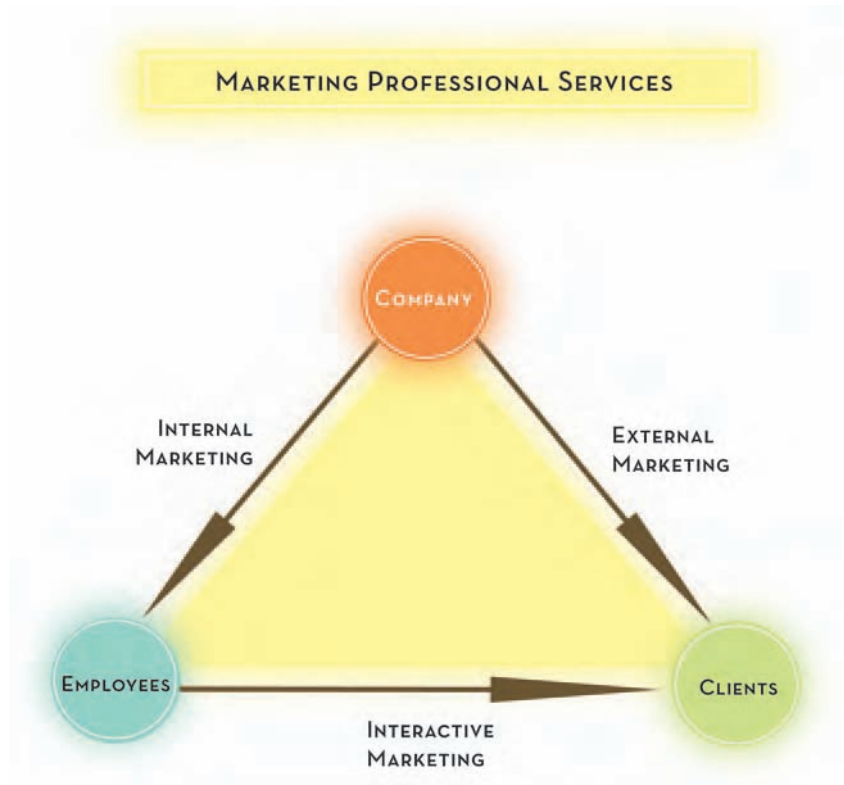 Marketing Professional Services
Company
Internal
Marketing
External
Marketing
Employees
Clients
Interactive
Marketing